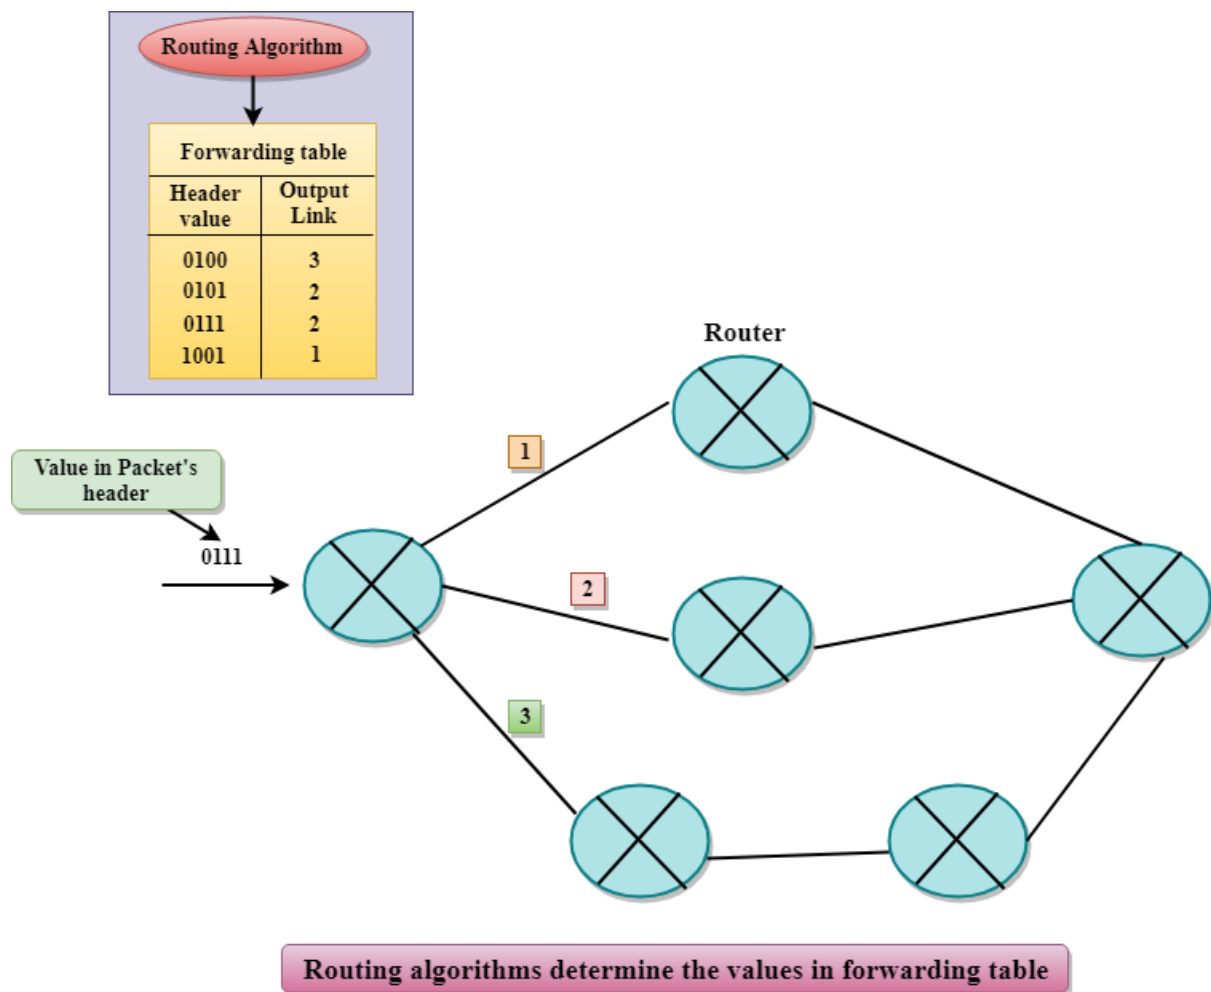 Routing Algorithm
Forwarding table
Header value
Output Link
0100 3
0101 2
0111 2
1001 1
Router
1
Value in Packet's
header
0111
2
3
Routing algorithms determine the values in forwarding table